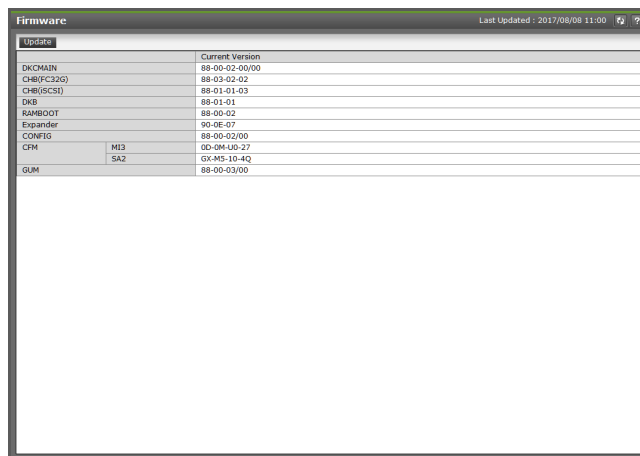 Firmware Last Updated : 2017/08/08 11:00 ?
Update
Current Version
DKCMAIN 88-00-02-00/00
CHB(FC32G) 88-03-02-02
CHB(iSCSI) 88-01-01-03
DKB 88-01-01
RAMBOOT 88-00-02
Expander 90-0E-07
CONFIG 88-00-02/00
CFM MI3 0D-0M-U0-27
SA2 GX-M5-10-4Q
GUM 88-00-03/00